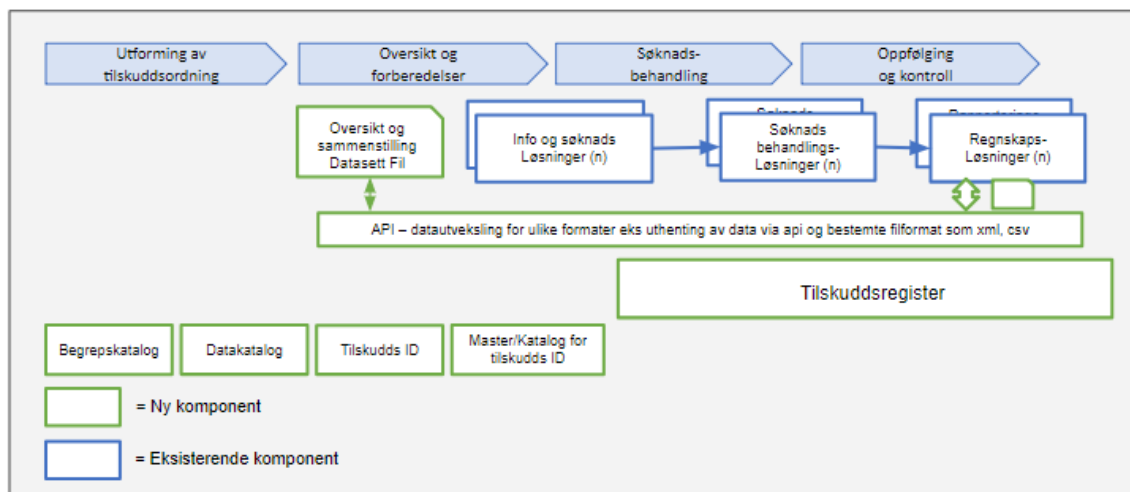 Utforming av
tilskuddsordning
Oversikt og
forberedelser
Søknads-
behandling
Oppfølging
og kontroll
Oversikt og
sammenstilling
Datasett Fil
Info og søknads
Løsninger (n)
Søknads
behandlings-
Løsninger (n)
Regnskaps-
Løsninger (n)
API – datautveksling for ulike formater eks uthenting av data via api og bestemte filformat som xml, csv
Tilskuddsregister
Begrepskatalog
Datakatalog
Tilskudds ID
Master/Katalog for
tilskudds ID
= Ny komponent
= Eksisterende komponent